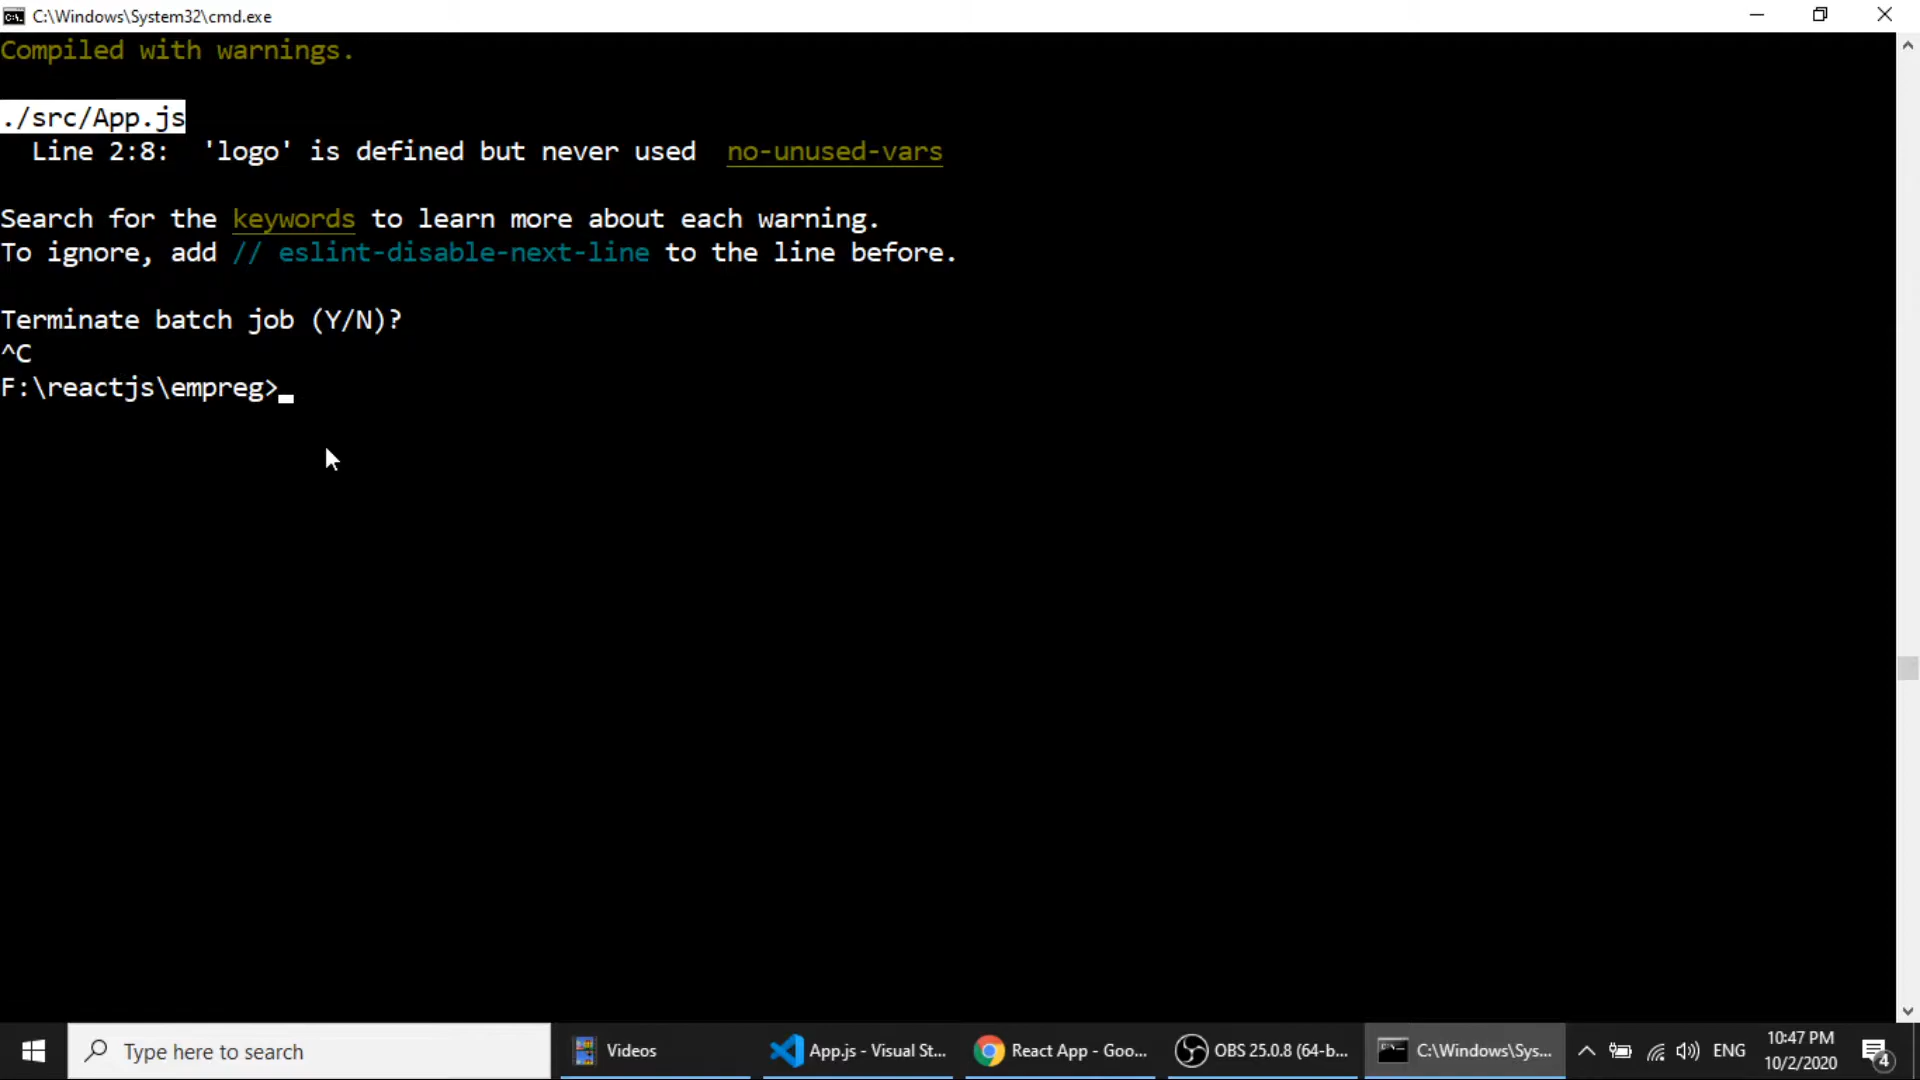 C:\Windows\System32\cmd.exe
Compiled with warnings.
./src/App.js
Line 2:8:  'logo' is defined but never used  no-unused-vars
Search for the keywords to learn more about each warning.
To ignore, add // eslint-disable-next-line to the line before.
Terminate batch job (Y/N)?
^C
F:\reactjs\empreg>
Type here to search
Videos
App.js - Visual St...
React App - Goo...
OBS 25.0.8 (64-b...
C:\Windows\Sys...
ENG
10:47 PM
10/2/2020
4